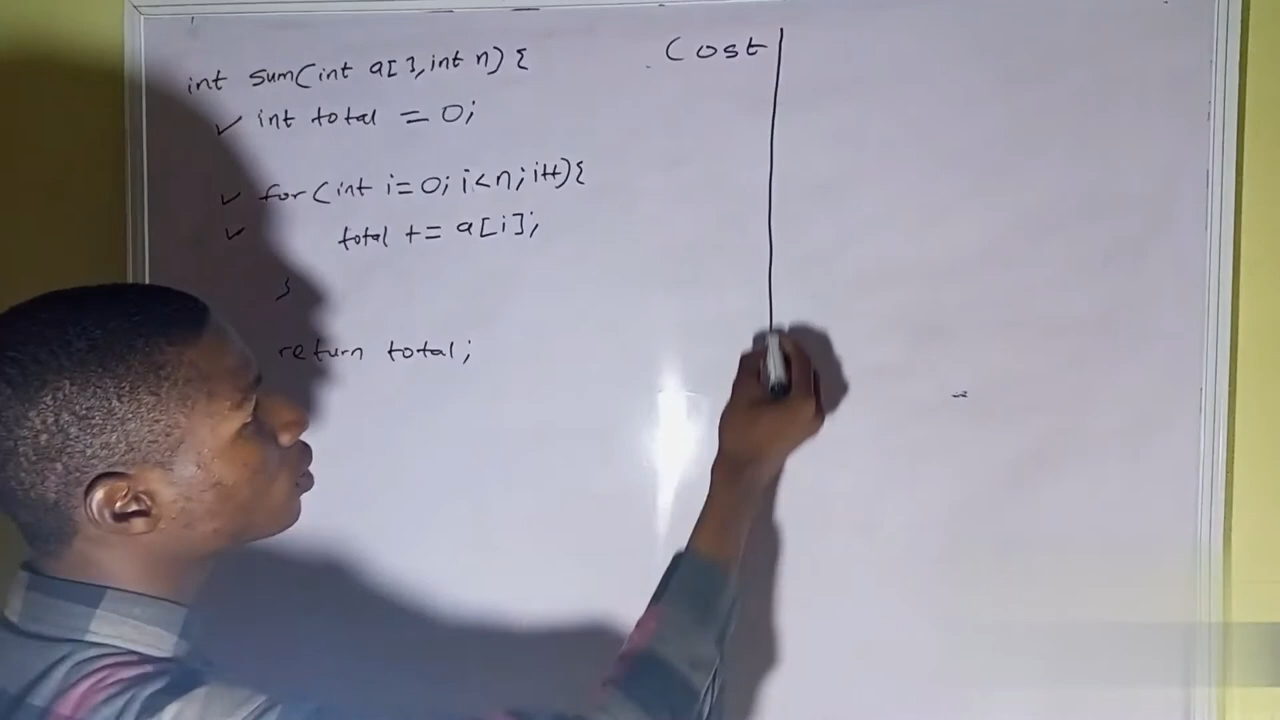 int sum(int a[],int n) {
Cost
✓ int total = 0;
✓ for(int i=0; i<n; i++){
✓ total += a[i];
}
return total;